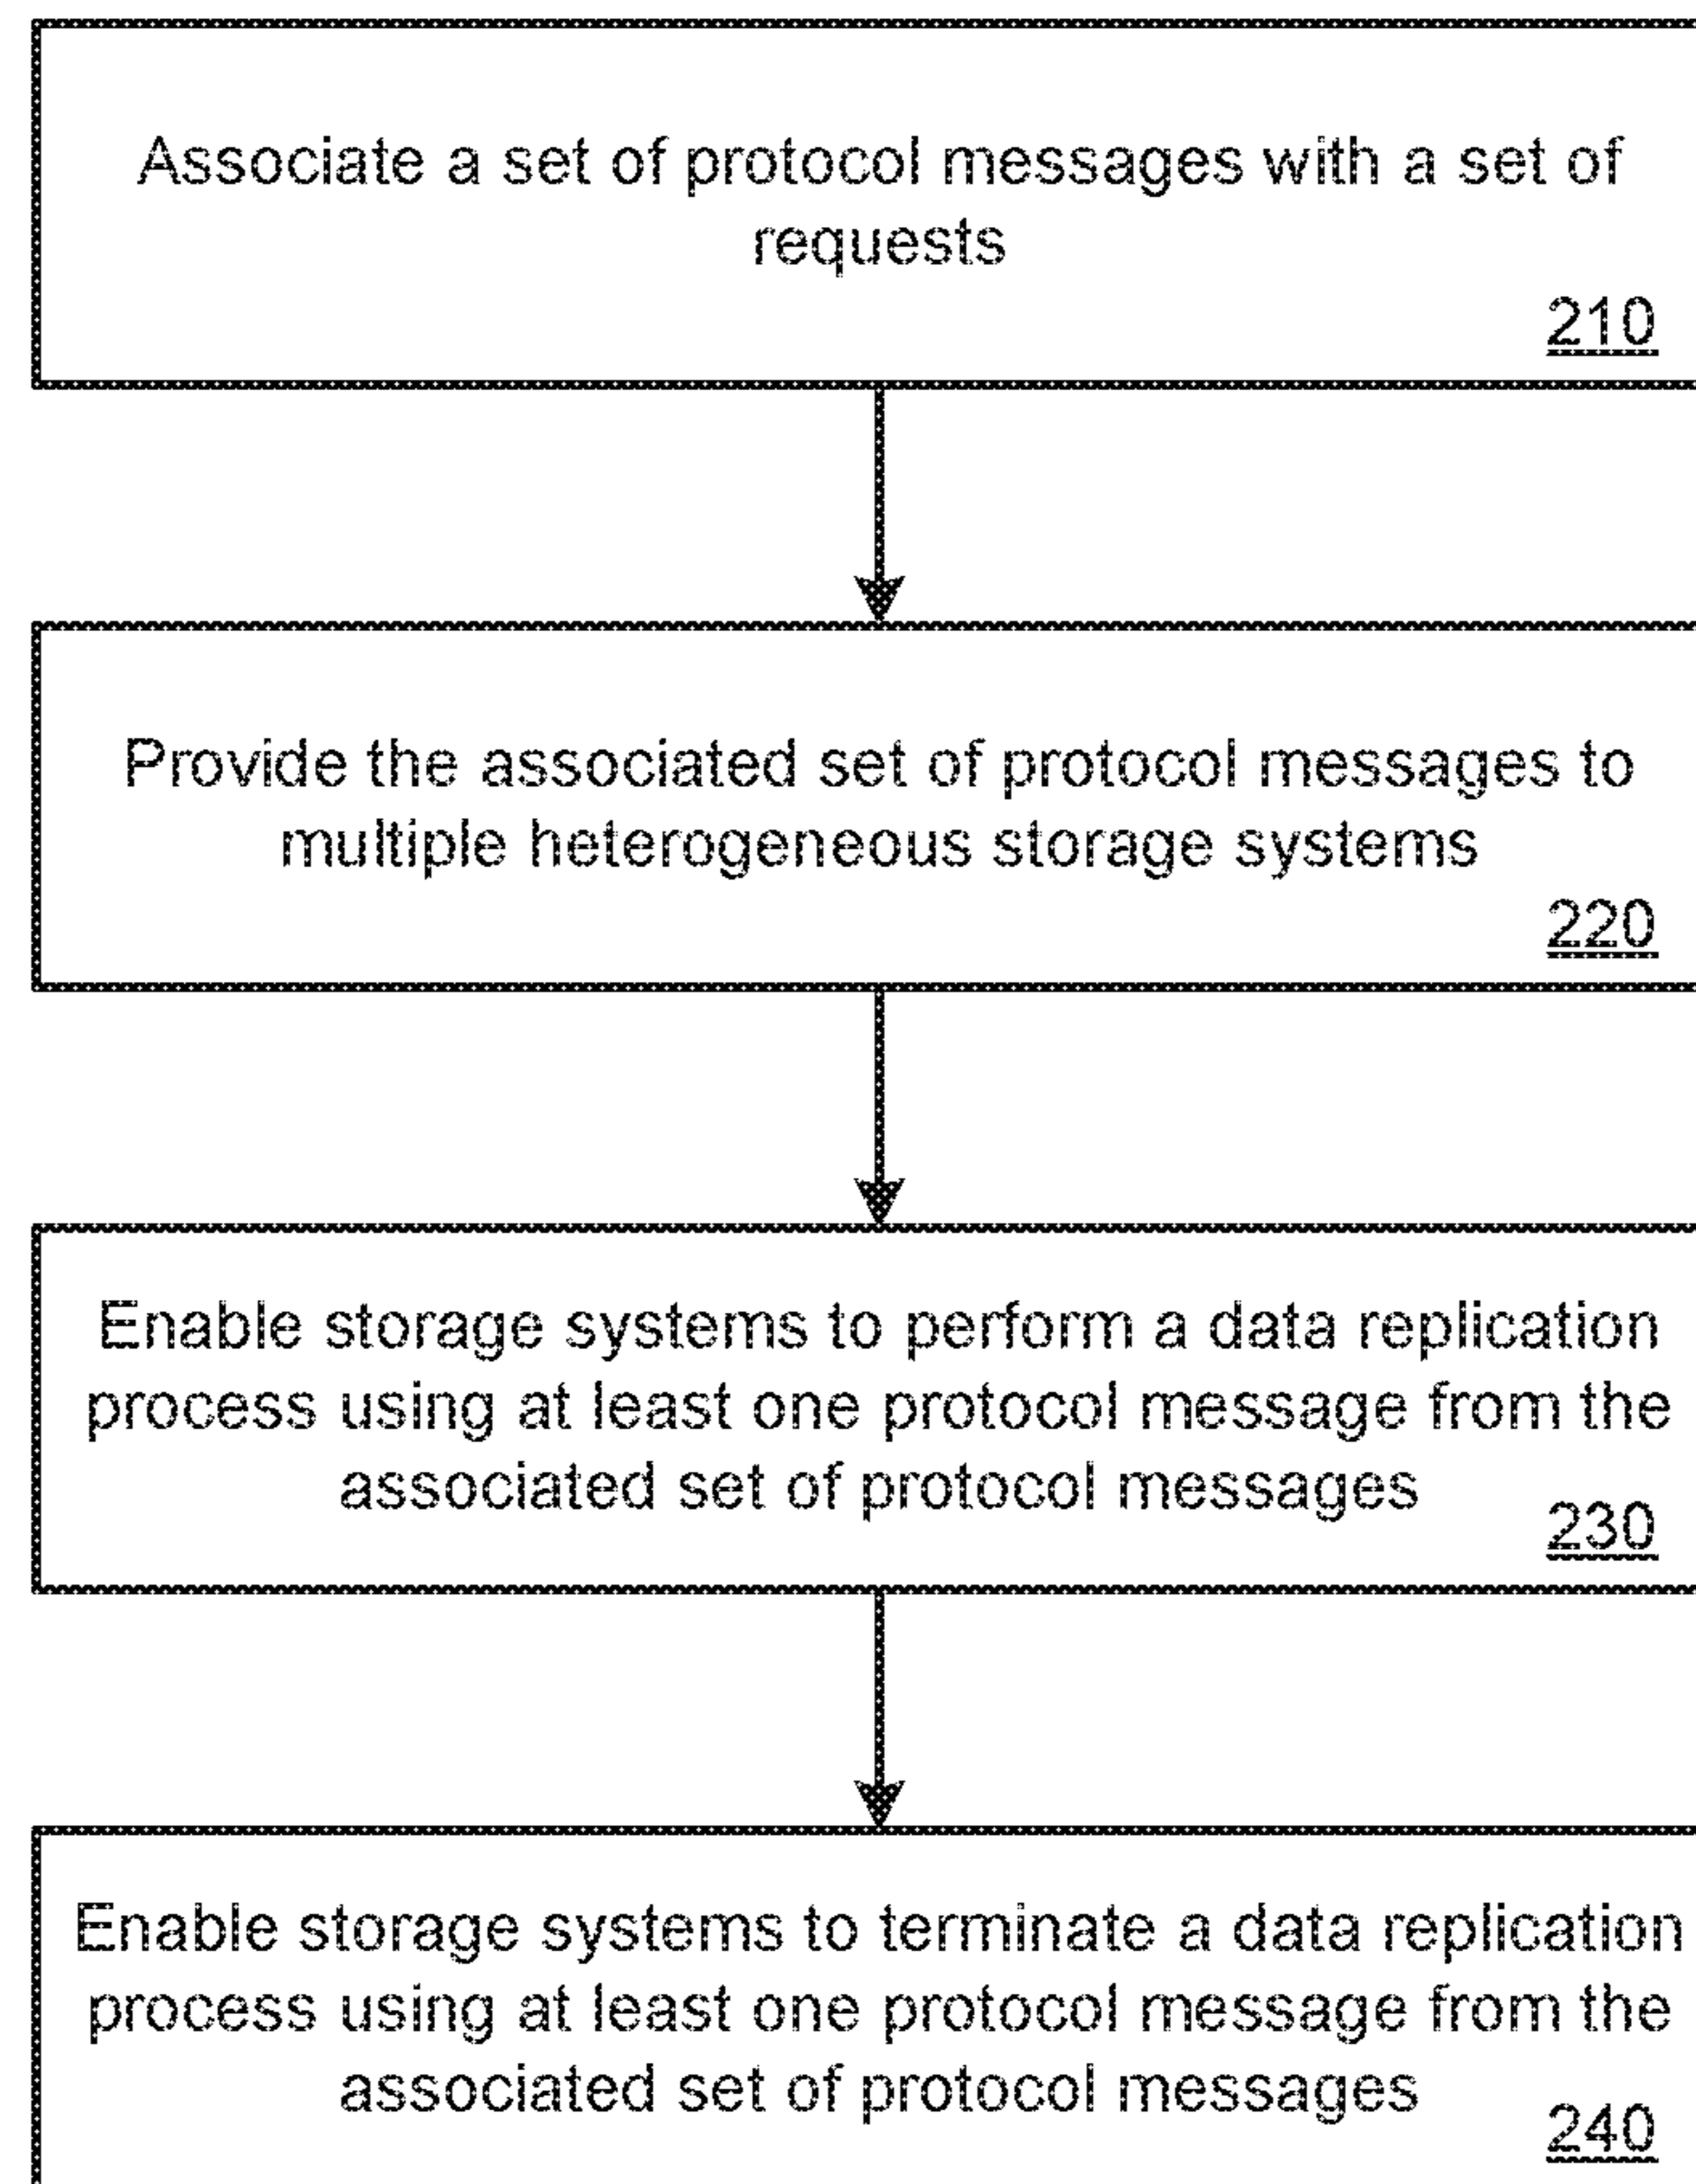 Associate a set of protocol messages with a set of
requests
210
Provide the associated set of protocol messages to
multiple heterogeneous storage systems
220
Enable storage systems to perform a data replication
process using at least one protocol message from the
associated set of protocol messages
230
Enable storage systems to terminate a data replication
process using at least one protocol message from the
associated set of protocol messages
240